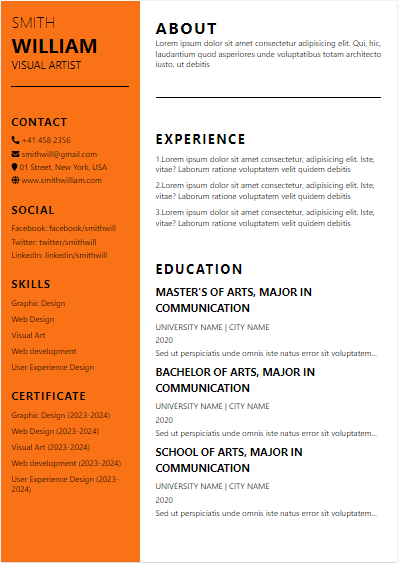 SMITH
WILLIAM
VISUAL ARTIST
CONTACT
+41 458 2356
smithwill@gmail.com
01 Street, New York, USA
www.smithwilliam.com
SOCIAL
Facebook: facebook/smithwill
Twitter: twitter/smithwill
LinkedIn: linkedin/smithwill
SKILLS
Graphic Design
Web Design
Visual Art
Web development
User Experience Design
CERTIFICATE
Graphic Design (2023-2024)
Web Design (2023-2024)
Visual Art (2023-2024)
Web development (2023-2024)
User Experience Design (2023-
2024)
ABOUT
Lorem ipsum dolor sit amet consectetur adipisicing elit. Qui, hic,
laudantium quod asperiores unde voluptatibus totam architecto
iusto, ut debitis
EXPERIENCE
1.Lorem ipsum dolor sit amet consectetur, adipisicing elit. Iste,
vitae? Laborum ratione voluptatem velit quidem debitis
2.Lorem ipsum dolor sit amet consectetur, adipisicing elit. Iste,
vitae? Laborum ratione voluptatem velit quidem debitis
3.Lorem ipsum dolor sit amet consectetur, adipisicing elit. Iste,
vitae? Laborum ratione voluptatem velit quidem debitis
EDUCATION
MASTER'S OF ARTS, MAJOR IN
COMMUNICATION
UNIVERSITY NAME | CITY NAME
2020
Sed ut perspiciatis unde omnis iste natus error sit voluptatem...
BACHELOR OF ARTS, MAJOR IN
COMMUNICATION
UNIVERSITY NAME | CITY NAME
2020
Sed ut perspiciatis unde omnis iste natus error sit voluptatem...
SCHOOL OF ARTS, MAJOR IN
COMMUNICATION
UNIVERSITY NAME | CITY NAME
2020
Sed ut perspiciatis unde omnis iste natus error sit voluptatem...